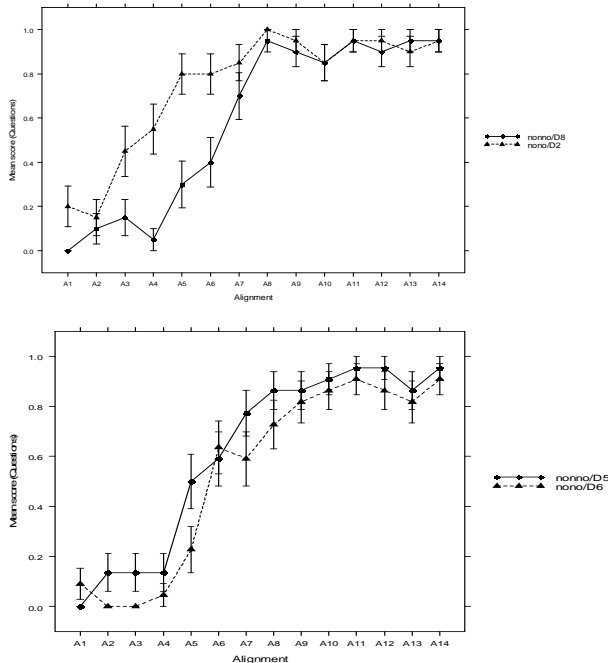 1.0
0.8
0.6
0.4
0.2
0.0
Mean score (Questions)
A1 A2 A3 A4 A5 A6 A7 A8 A9 A10 A11 A12 A13 A14
Alignment
nonno/D8
nono/D2
1.0
0.8
0.6
0.4
0.2
0.0
Mean score (Questions)
A1 A2 A3 A4 A5 A6 A7 A8 A9 A10 A11 A12 A13 A14
Alignment
nonno/D5
nono/D6